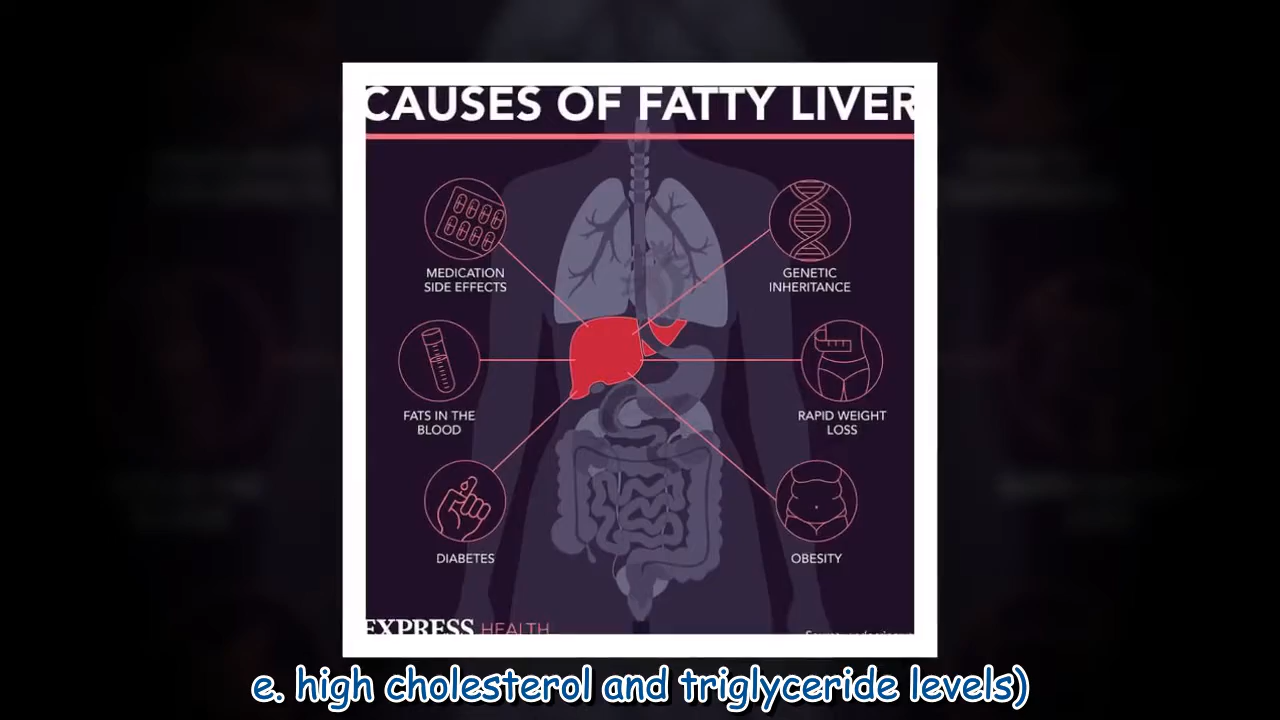 CAUSES OF FATTY LIVER
MEDICATION
SIDE EFFECTS
GENETIC
INHERITANCE
FATS IN THE
BLOOD
RAPID WEIGHT
LOSS
DIABETES
OBESITY
EXPRESS HEALTH
e. high cholesterol and triglyceride levels)